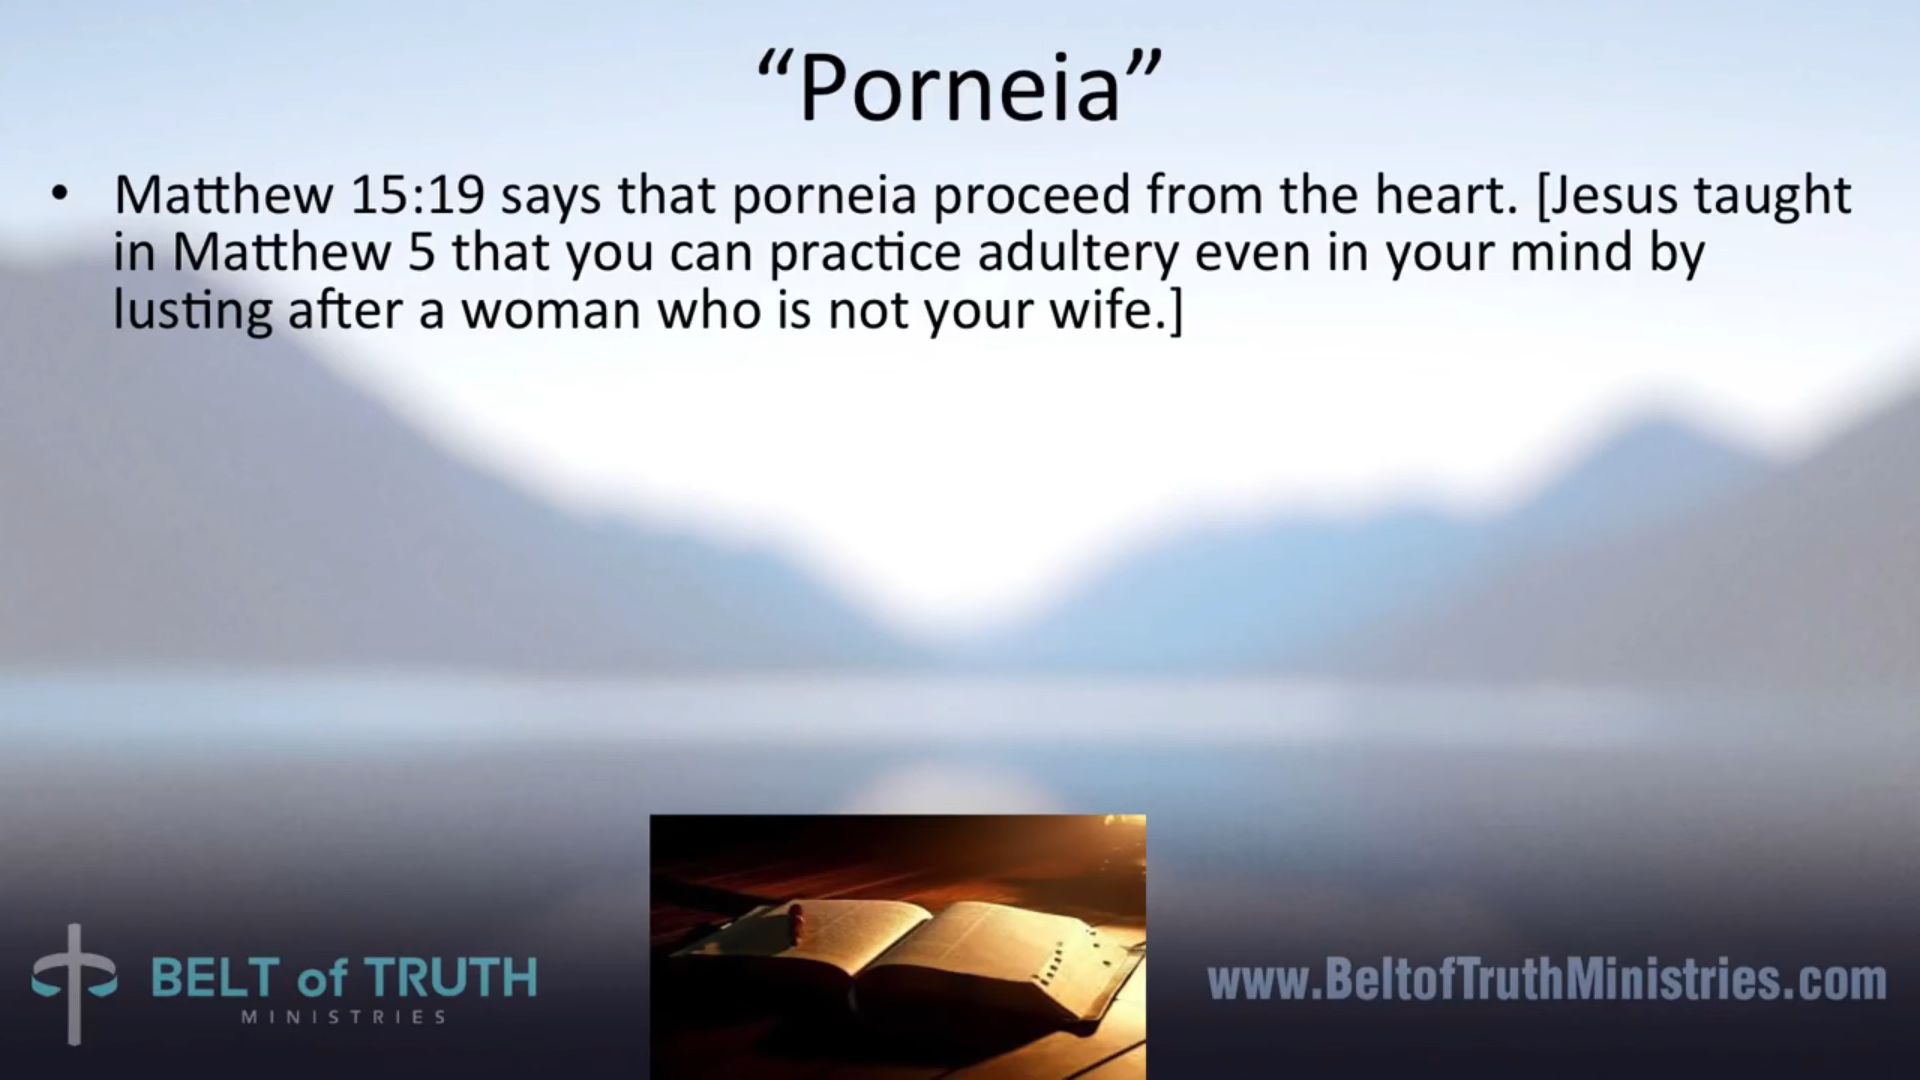 “Porneia”
• Matthew 15:19 says that porneia proceed from the heart. [Jesus taught
in Matthew 5 that you can practice adultery even in your mind by
lusting after a woman who is not your wife.]
BELT of TRUTH
MINISTRIES
www.BeltofTruthMinistries.com